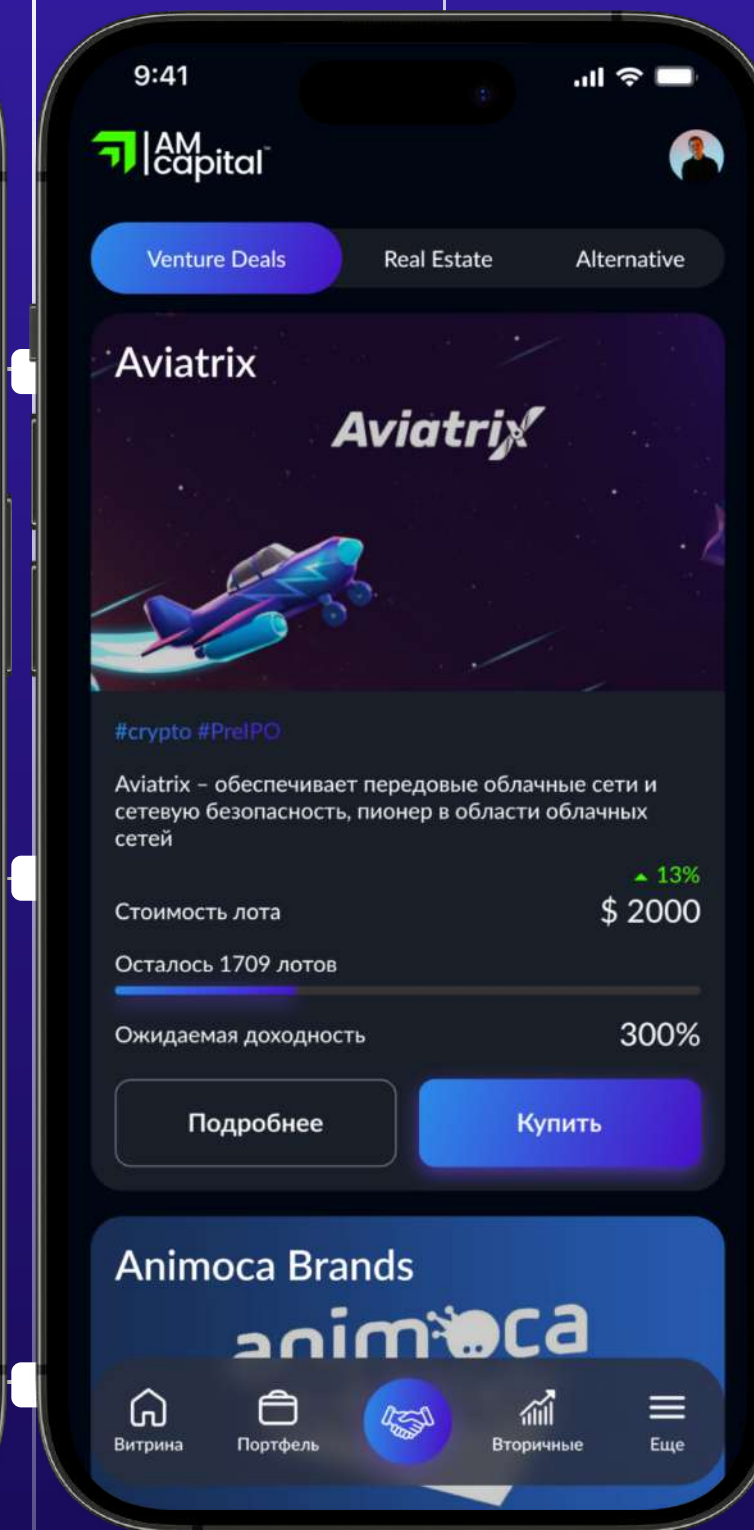 9:41
AM
capital
Venture Deals
Real Estate
Alternative
Aviatrix
Aviatrix
#crypto #PreIPO
Aviatrix – обеспечивает передовые облачные сети и
сетевую безопасность, пионер в области облачных
сетей
13%
Стоимость лота
$ 2000
Осталось 1709 лотов
Ожидаемая доходность
300%
Подробнее
Купить
Animoca Brands
animoca
Витрина
Портфель
Вторичные
Еще